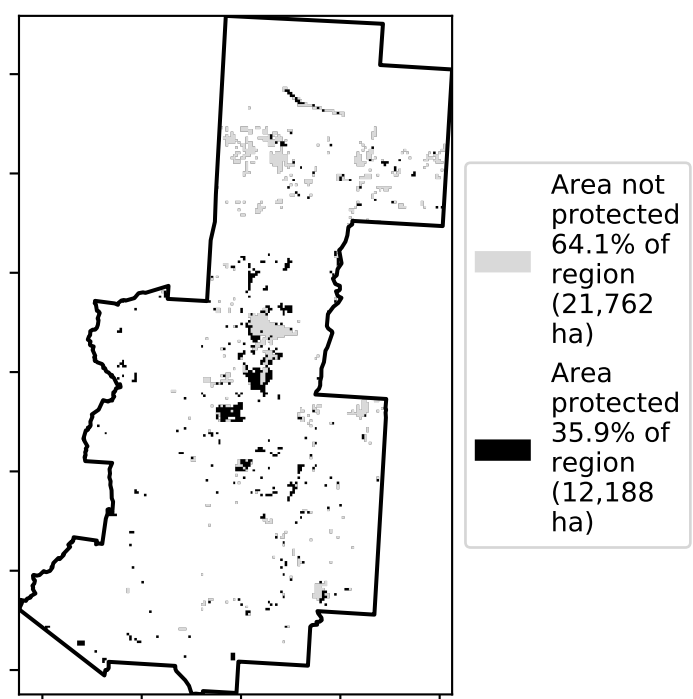 Area not
protected
64.1% of
region
(21,762
ha)
Area
protected
35.9% of
region
(12,188
ha)